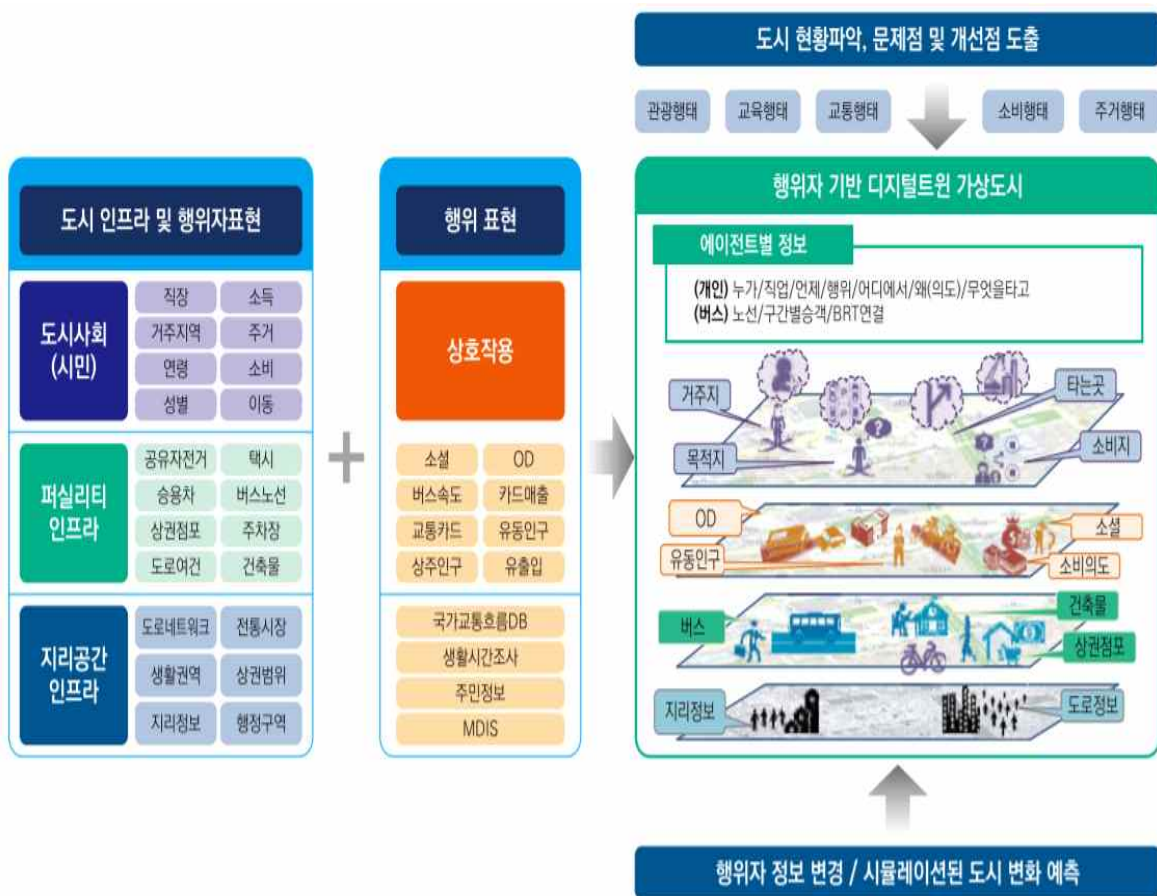 도시 현황파악, 문제점 및 개선점 도출
관광행태
교육행태
교통행태
소비행태
주거행태
도시 인프라 및 행위자표현
도시사회
(시민)
직장
소득
거주지역
주거
연령
소비
성별
이동
퍼실리티
인프라
공유자전거
택시
승용차
버스노선
상권점포
주차장
도로여건
건축물
지리공간
인프라
도로네트워크
전통시장
생활권역
상권범위
지리정보
행정구역
행위 표현
상호작용
소셜
OD
버스속도
카드매출
교통카드
유동인구
상주인구
유출입
국가교통흐름DB
생활시간조사
주민정보
MDIS
행위자 기반 디지털트윈 가상도시
에이전트별 정보
(개인) 누가/직업/언제/행위/어디에서/왜(의도)/무엇을타고
(버스) 노선/구간별승객/BRT연결
거주지
타는곳
목적지
소비지
OD
소셜
유동인구
소비의도
버스
건축물
상권점포
지리정보
도로정보
행위자 정보 변경 / 시뮬레이션된 도시 변화 예측